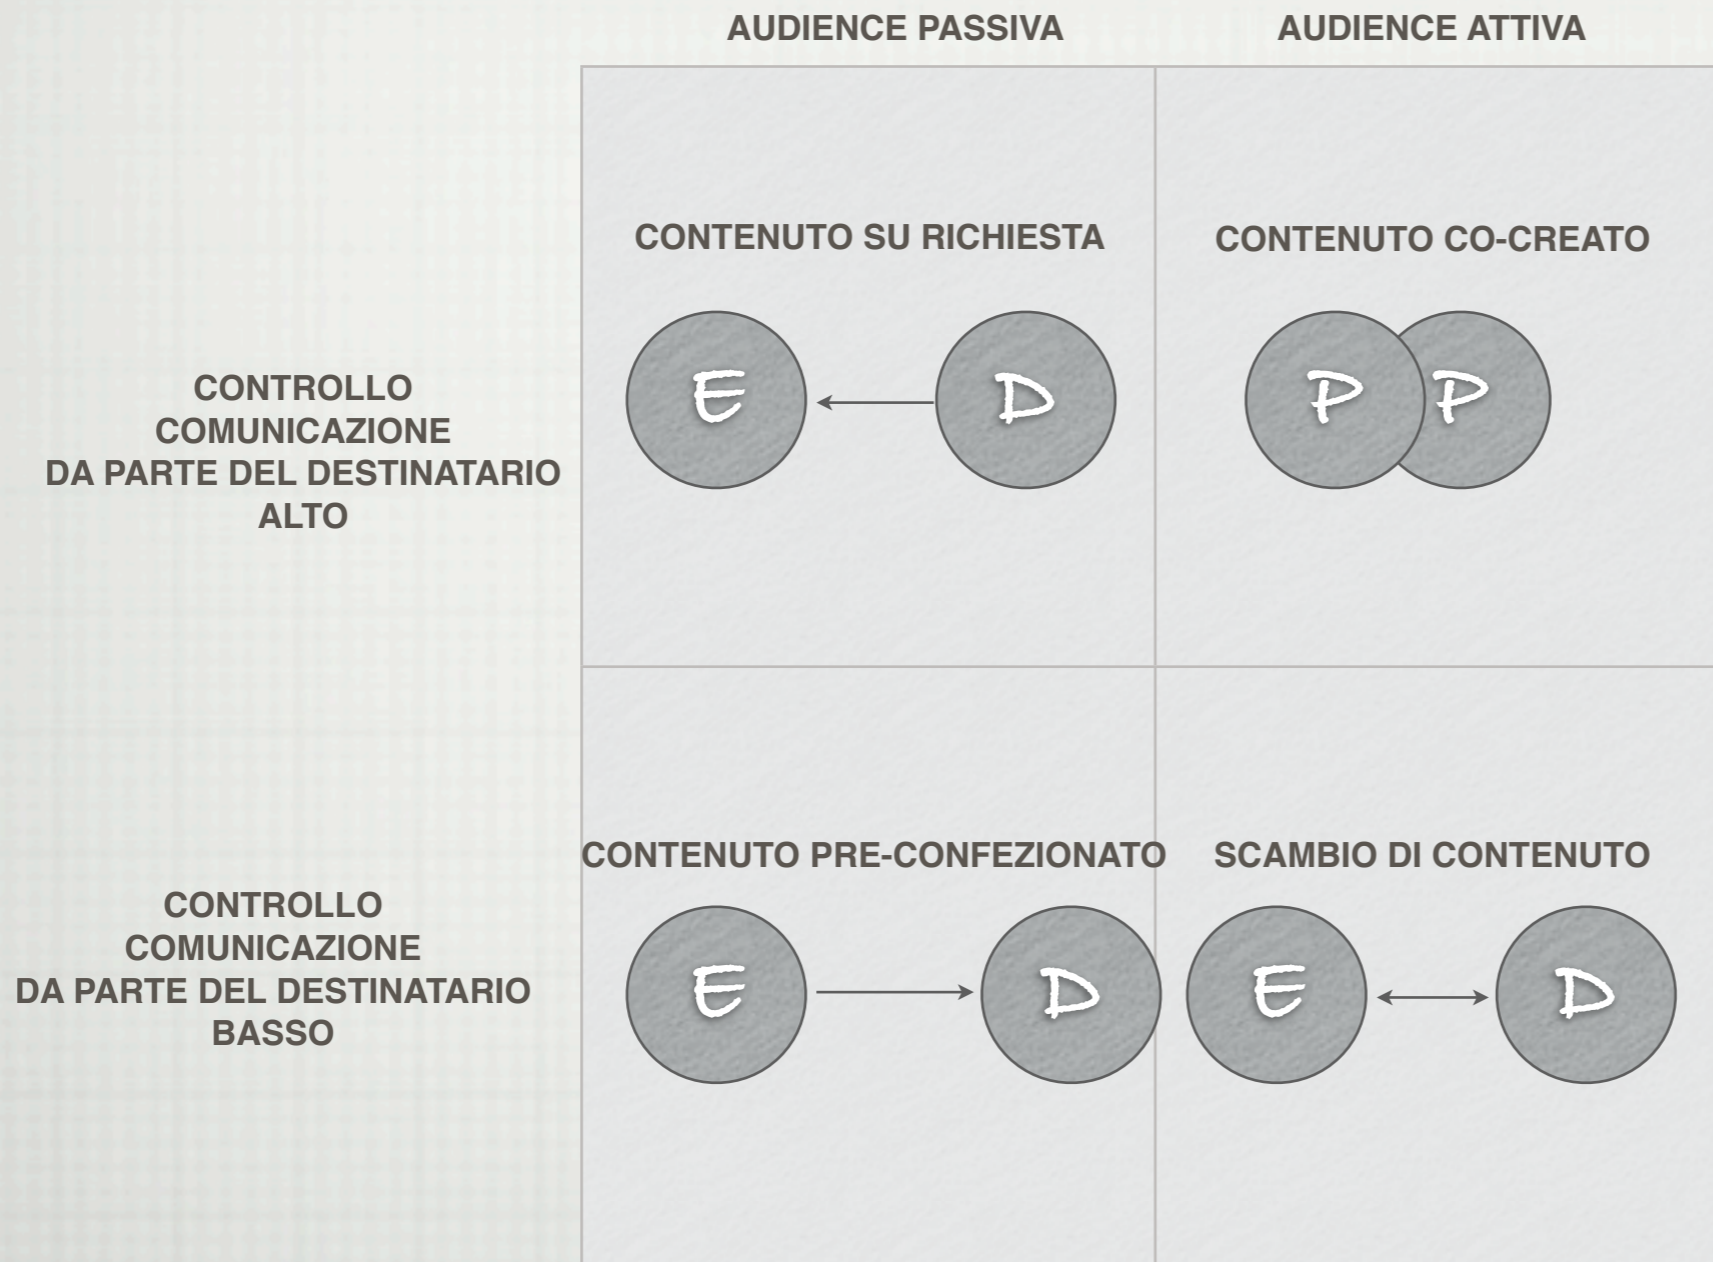 AUDIENCE PASSIVA
AUDIENCE ATTIVA
CONTENUTO SU RICHIESTA
CONTENUTO CO-CREATO
CONTROLLO
COMUNICAZIONE
DA PARTE DEL DESTINATARIO
ALTO
E
D
P
P
CONTENUTO PRE-CONFEZIONATO
SCAMBIO DI CONTENUTO
CONTROLLO
COMUNICAZIONE
DA PARTE DEL DESTINATARIO
BASSO
E
D
E
D